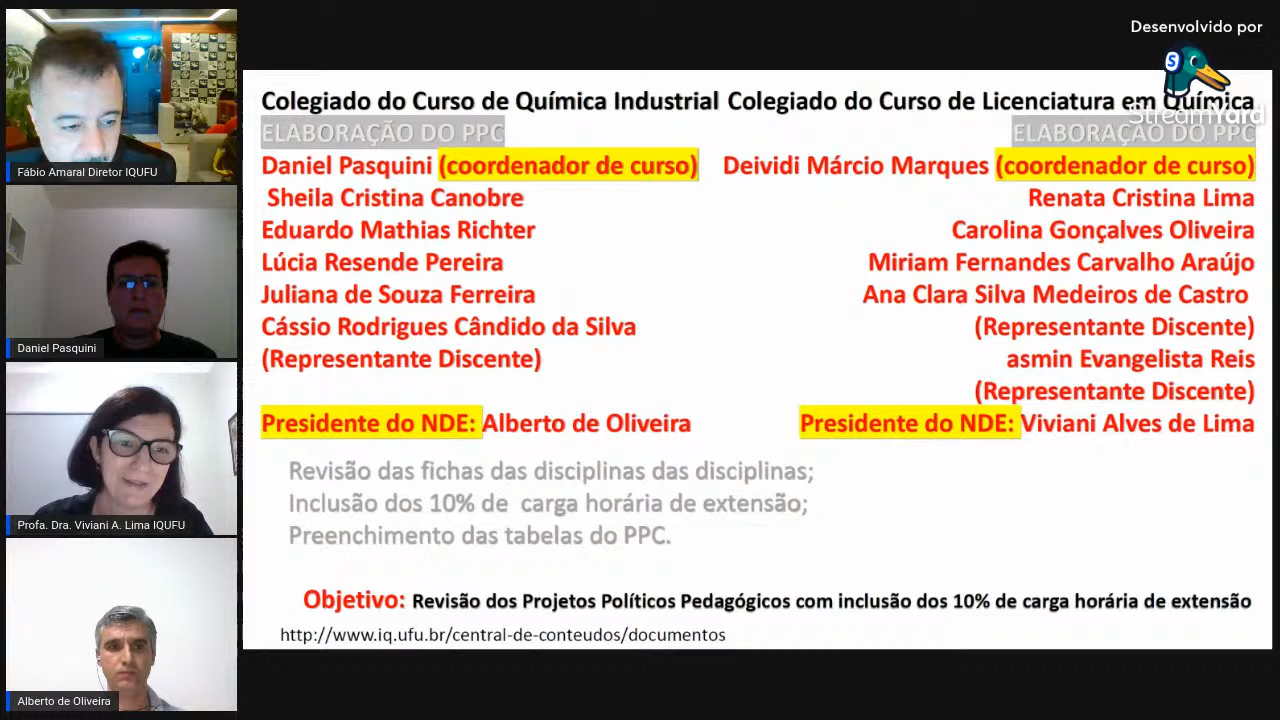 Desenvolvido por
StreamYard
Fábio Amaral Diretor IQUFU
Daniel Pasquini
Profa. Dra. Viviani A. Lima IQUFU
Alberto de Oliveira
Colegiado do Curso de Química Industrial
ELABORAÇÃO DO PPC
Daniel Pasquini (coordenador de curso)
Sheila Cristina Canobre
Eduardo Mathias Richter
Lúcia Resende Pereira
Juliana de Souza Ferreira
Cássio Rodrigues Cândido da Silva
(Representante Discente)
Presidente do NDE: Alberto de Oliveira
Colegiado do Curso de Licenciatura em Química
ELABORAÇÃO DO PPC
Deividi Márcio Marques (coordenador de curso)
Renata Cristina Lima
Carolina Gonçalves Oliveira
Miriam Fernandes Carvalho Araújo
Ana Clara Silva Medeiros de Castro
(Representante Discente)
asmin Evangelista Reis
(Representante Discente)
Presidente do NDE: Viviani Alves de Lima
Revisão das fichas das disciplinas das disciplinas;
Inclusão dos 10% de carga horária de extensão;
Preenchimento das tabelas do PPC.
Objetivo: Revisão dos Projetos Políticos Pedagógicos com inclusão dos 10% de carga horária de extensão
http://www.iq.ufu.br/central-de-conteudos/documentos